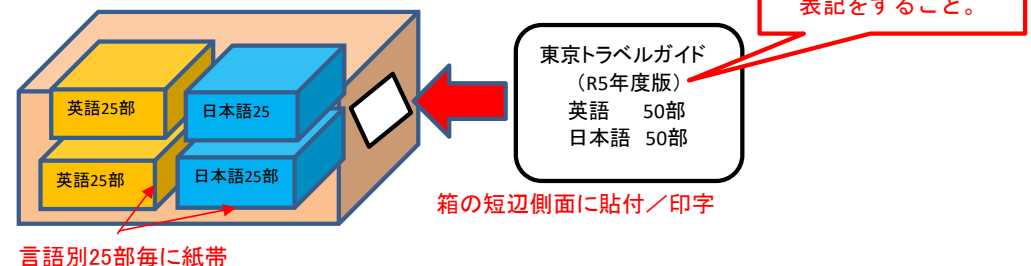 表記をすること。
東京トラベルガイド
（R5年度版）
英語　　50部
日本語　50部
英語25部
日本語25
英語25部
日本語25部
箱の短辺側面に貼付／印字
言語別25部毎に紙帯